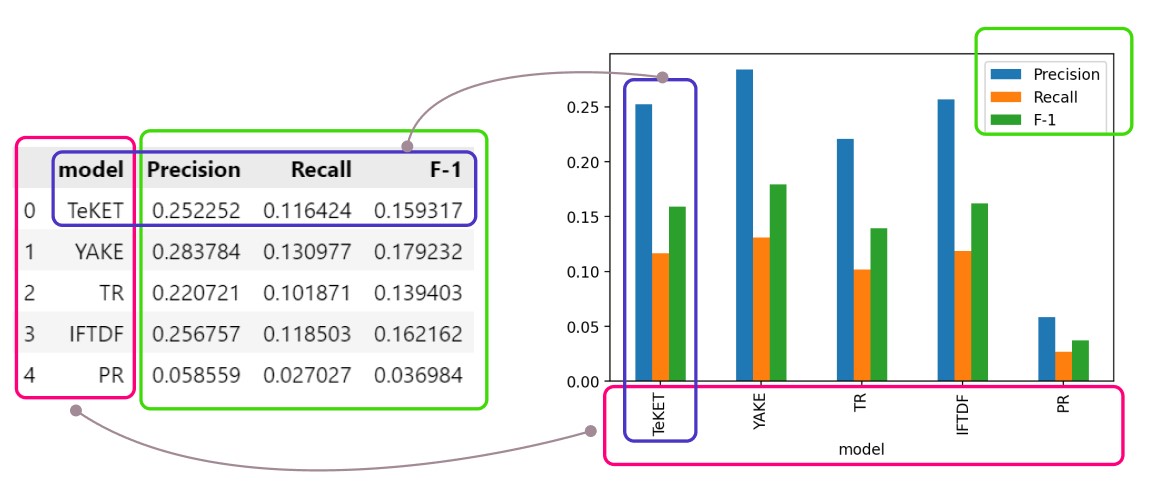 model Precision Recall F-1
0 TeKET 0.252252 0.116424 0.159317
1 YAKE 0.283784 0.130977 0.179232
2 TR 0.220721 0.101871 0.139403
3 IFTDF 0.256757 0.118503 0.162162
4 PR 0.058559 0.027027 0.036984
Precision
Recall
F-1
0.25
0.20
0.15
0.10
0.05
0.00
TeKET YAKE TR IFTDF PR
model